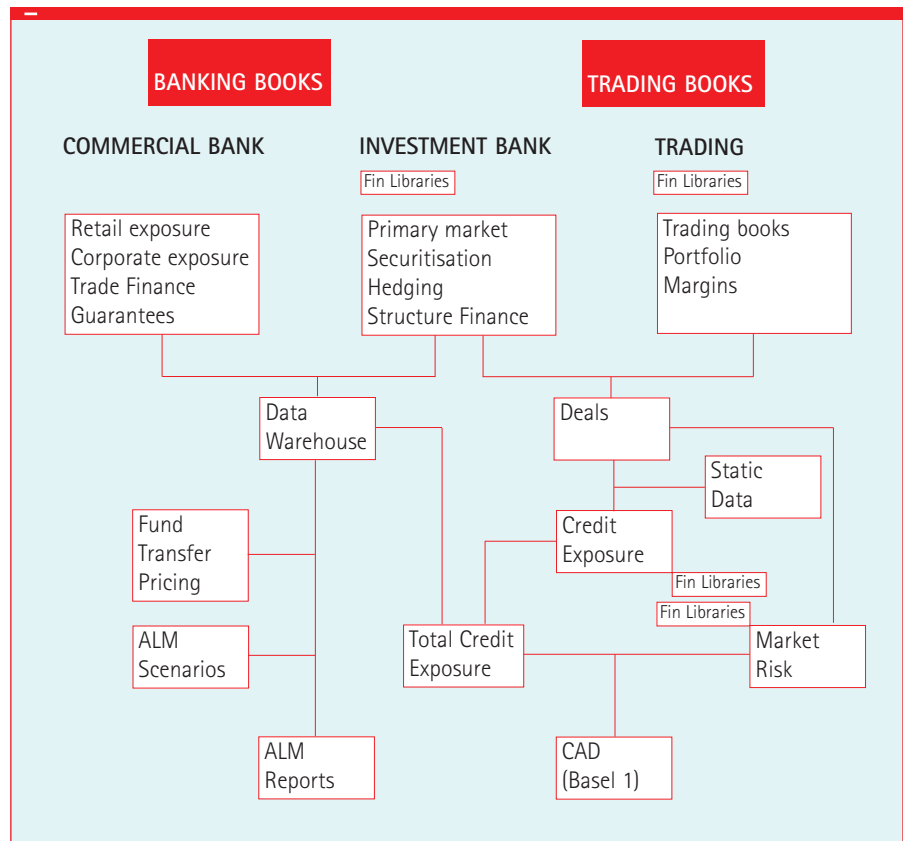 BANKING BOOKS
TRADING BOOKS
COMMERCIAL BANK
INVESTMENT BANK
TRADING
Fin Libraries
Fin Libraries
Retail exposure
Corporate exposure
Trade Finance
Guarantees
Primary market
Securitisation
Hedging
Structure Finance
Trading books
Portfolio
Margins
Data
Warehouse
Deals
Static
Data
Fund
Transfer
Pricing
Credit
Exposure
Fin Libraries
Fin Libraries
ALM
Scenarios
Total Credit
Exposure
Market
Risk
ALM
Reports
CAD
(Basel 1)